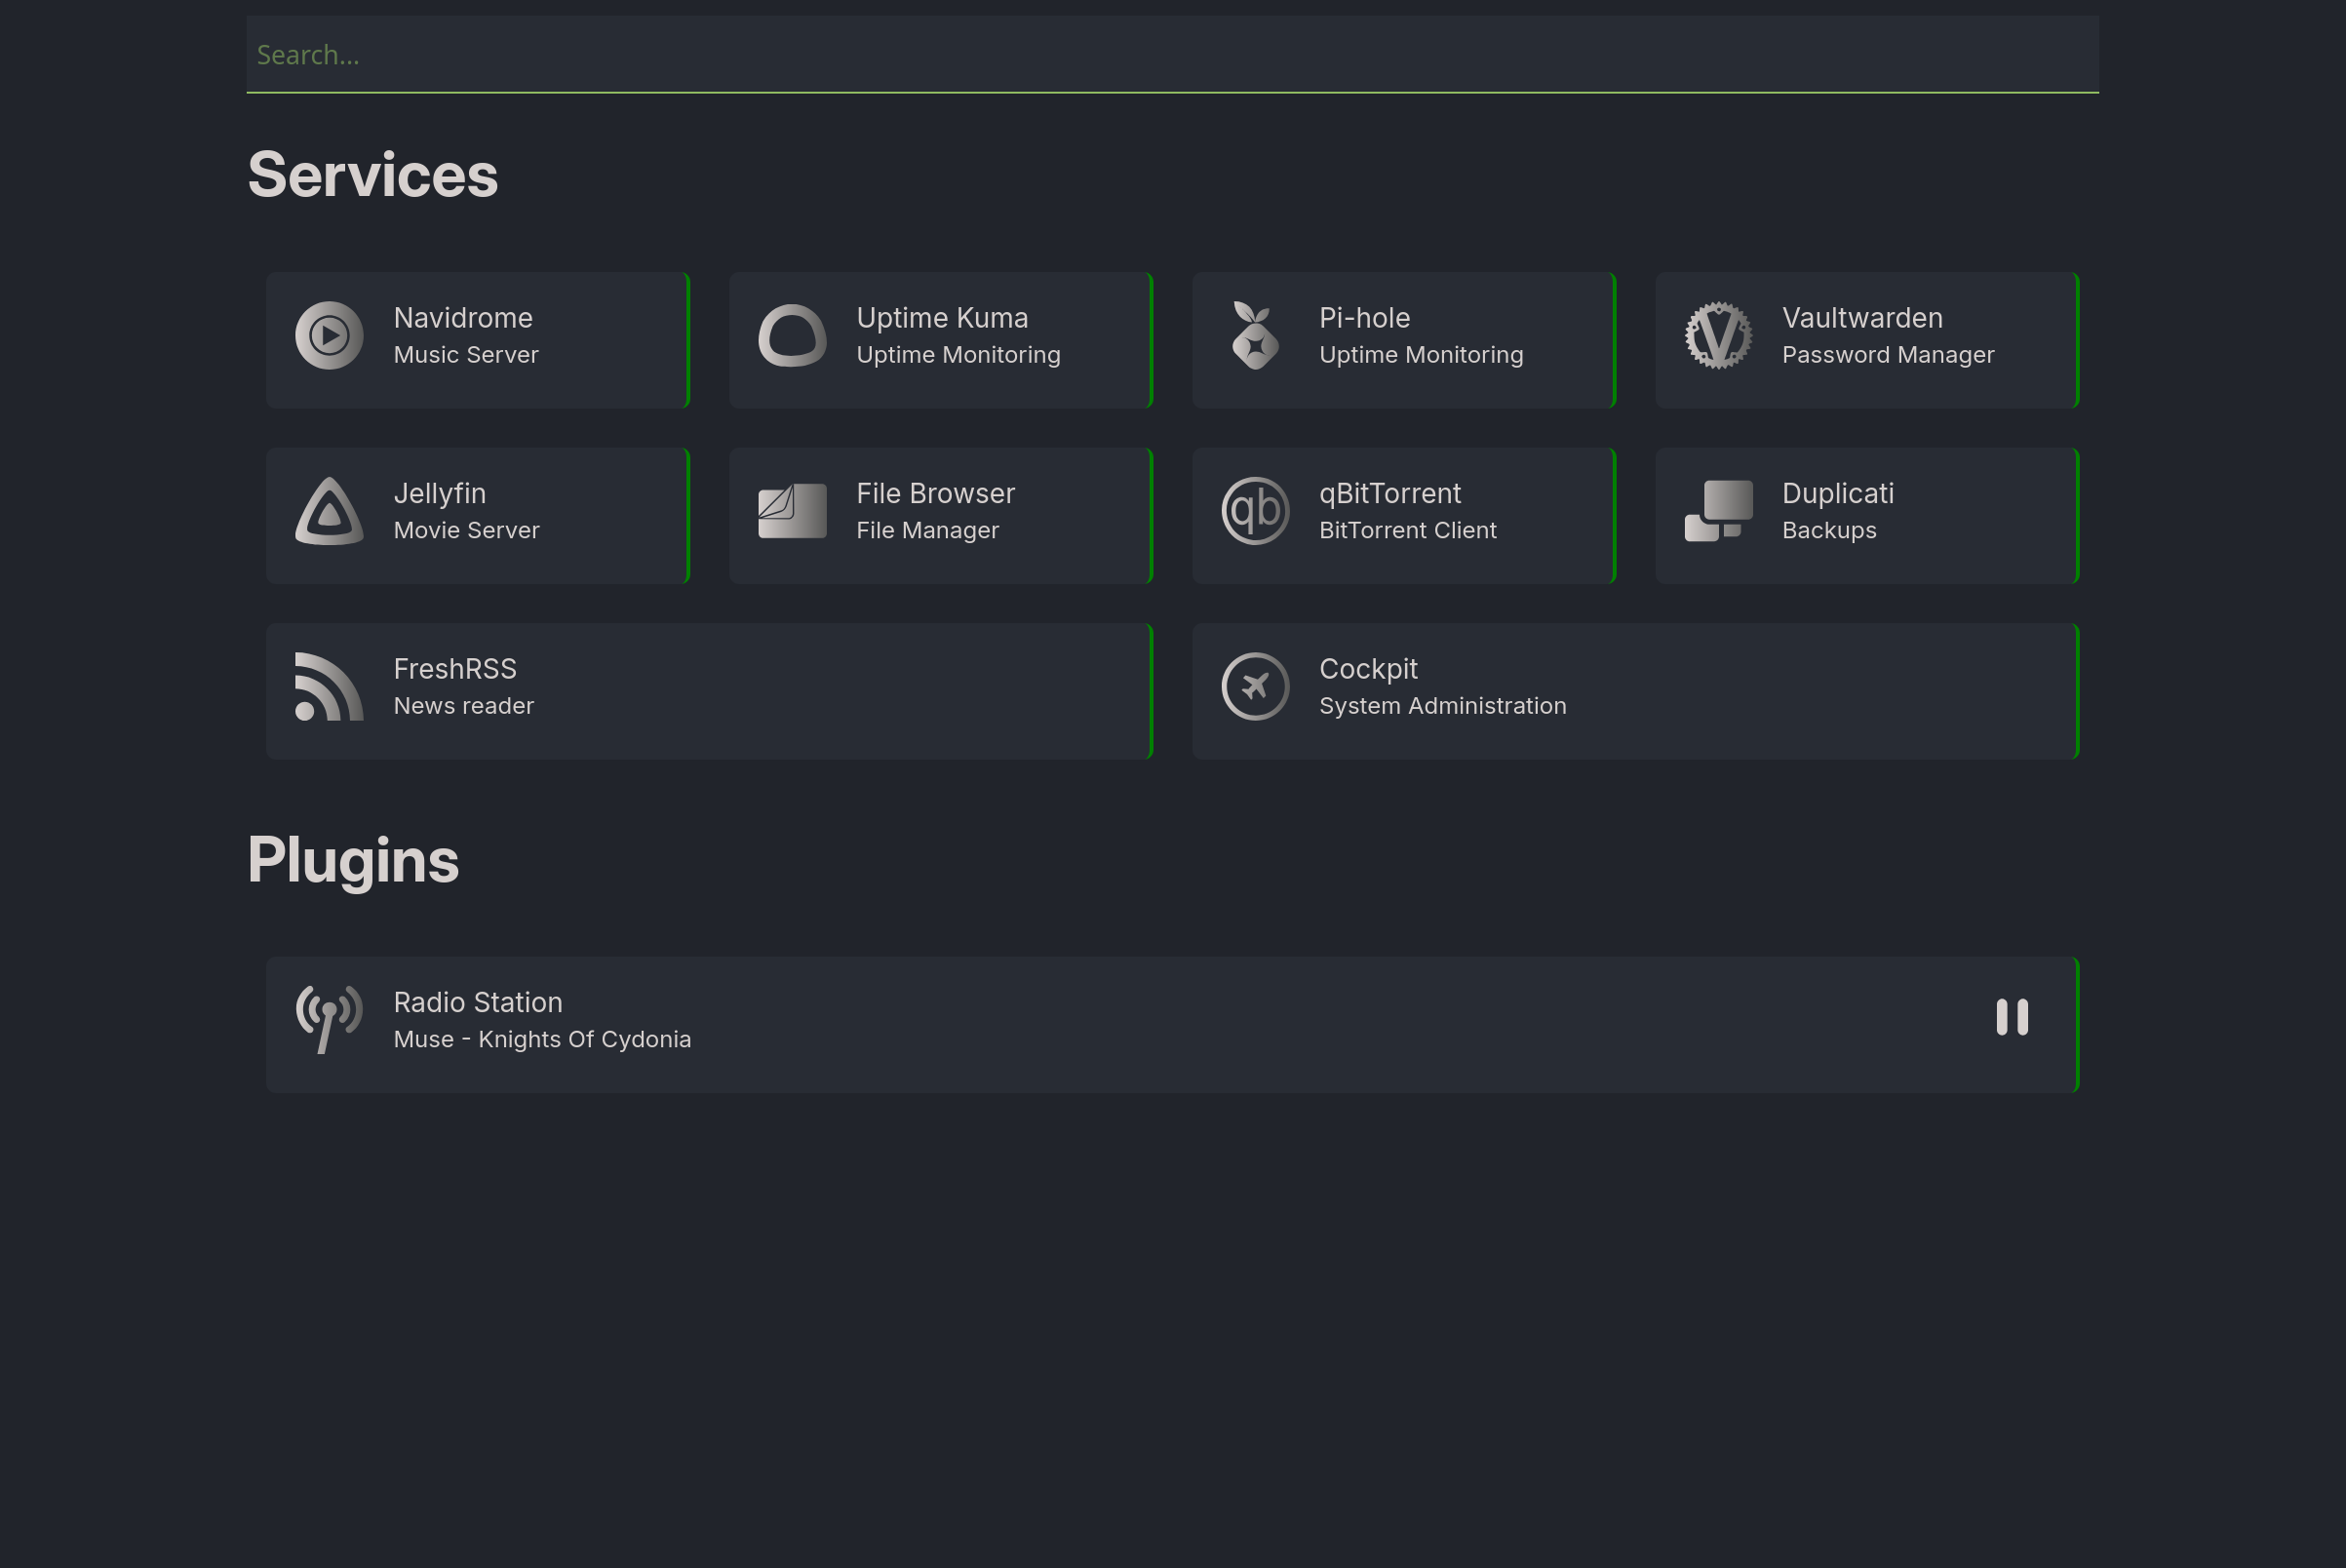 Search...
Services
Navidrome
Music Server
Uptime Kuma
Uptime Monitoring
Pi-hole
Uptime Monitoring
Vaultwarden
Password Manager
Jellyfin
Movie Server
File Browser
File Manager
qb
qBitTorrent
BitTorrent Client
Duplicati
Backups
FreshRSS
News reader
Cockpit
System Administration
Plugins
Radio Station
Muse - Knights Of Cydonia